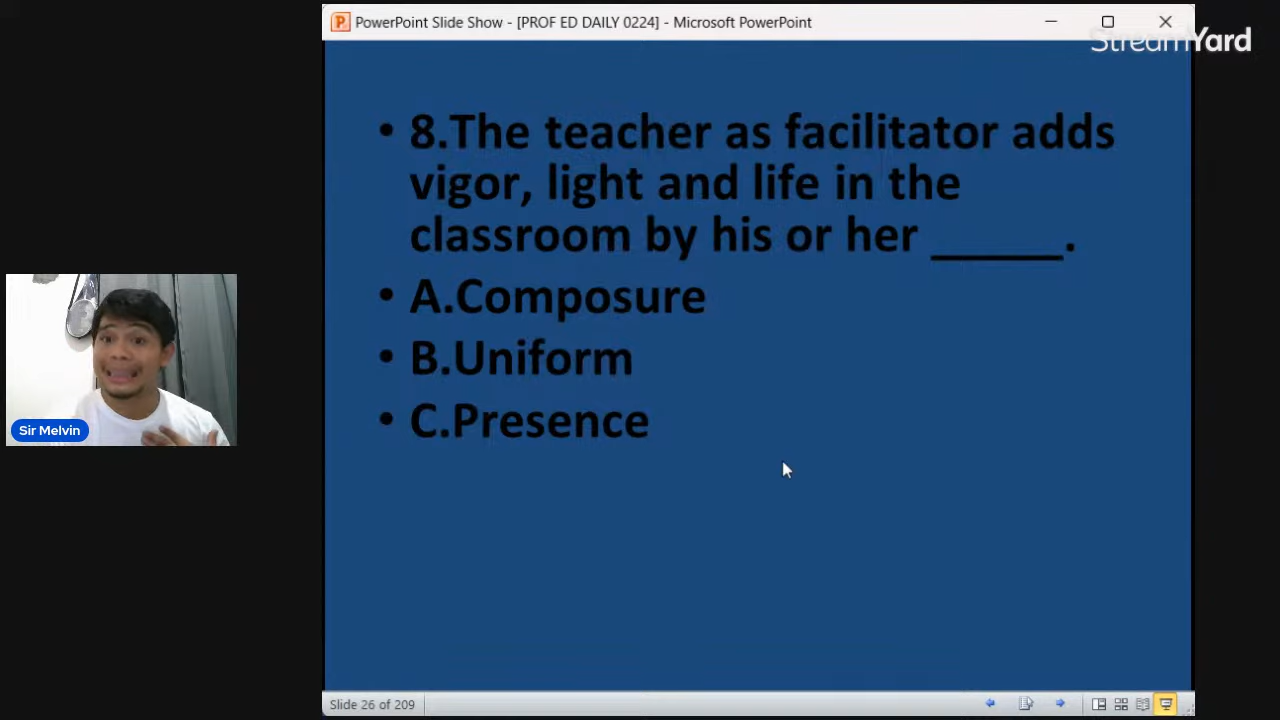 PowerPoint Slide Show - [PROF ED DAILY 0224] - Microsoft PowerPoint
StreamYard
• 8.The teacher as facilitator adds
vigor, light and life in the
classroom by his or her _____.
• A.Composure
• B.Uniform
• C.Presence
Sir Melvin
Slide 26 of 209